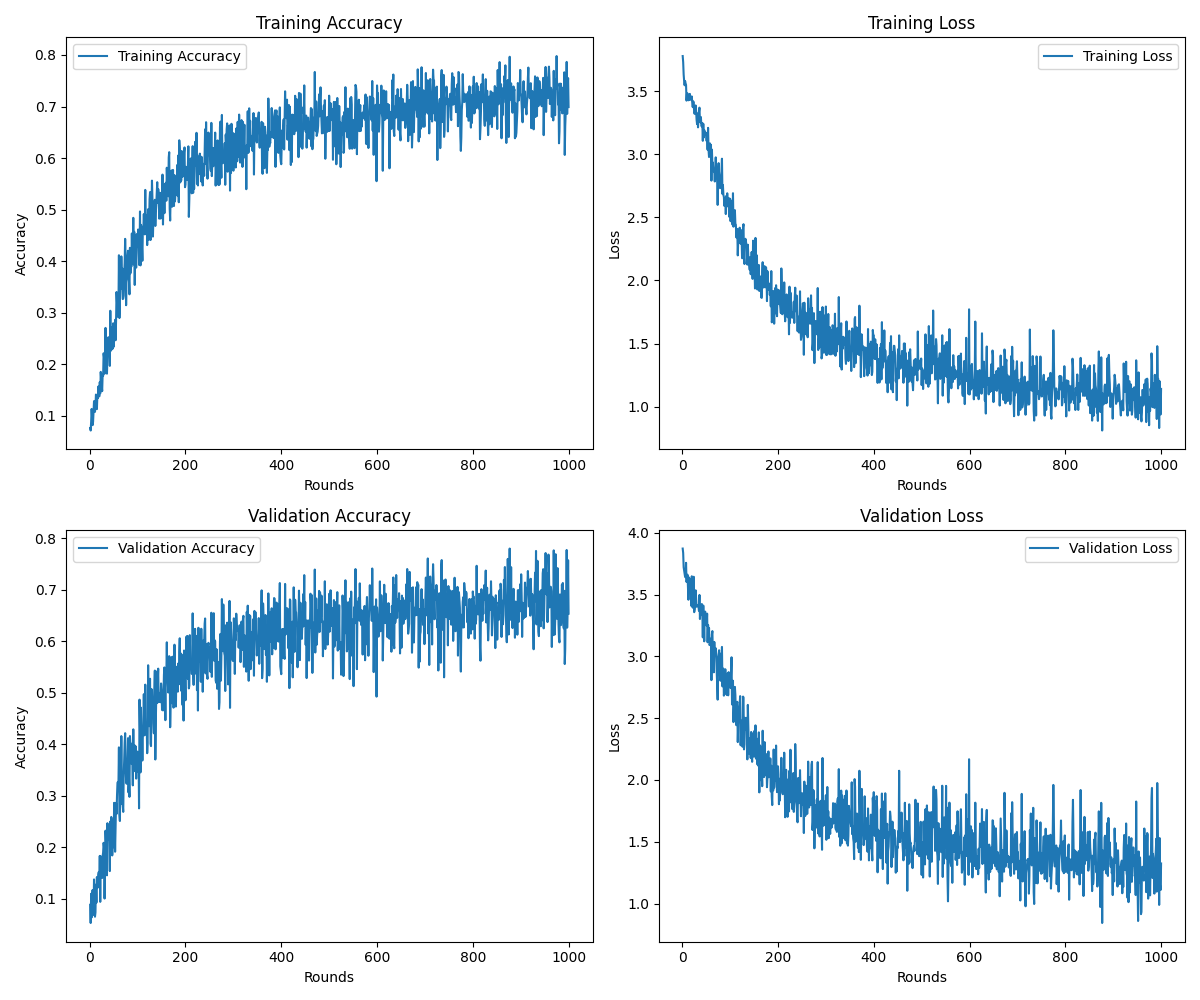 Training Accuracy
Training Accuracy
0.8
0.7
0.6
0.5
0.4
0.3
0.2
0.1
Accuracy
0 200 400 600 800 1000
Rounds
Training Loss
Training Loss
3.5
3.0
2.5
2.0
1.5
1.0
Loss
0 200 400 600 800 1000
Rounds
Validation Accuracy
Validation Accuracy
0.8
0.7
0.6
0.5
0.4
0.3
0.2
0.1
Accuracy
0 200 400 600 800 1000
Rounds
Validation Loss
Validation Loss
4.0
3.5
3.0
2.5
2.0
1.5
1.0
Loss
0 200 400 600 800 1000
Rounds